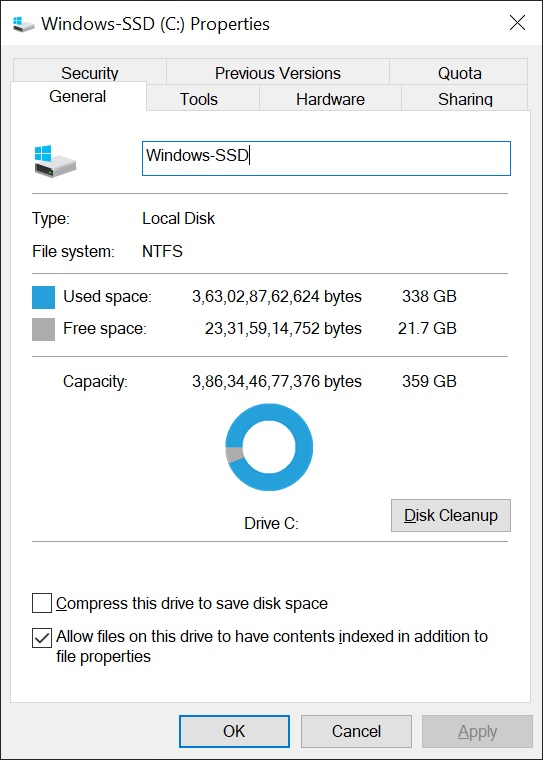 Windows-SSD (C:) Properties
Security Previous Versions Quota
General Tools Hardware Sharing
Windows-SSD
Type: Local Disk
File system: NTFS
Used space: 3,63,02,87,62,624 bytes 338 GB
Free space: 23,31,59,14,752 bytes 21.7 GB
Capacity: 3,86,34,46,77,376 bytes 359 GB
Drive C: Disk Cleanup
Compress this drive to save disk space
Allow files on this drive to have contents indexed in addition to
file properties
OK Cancel Apply